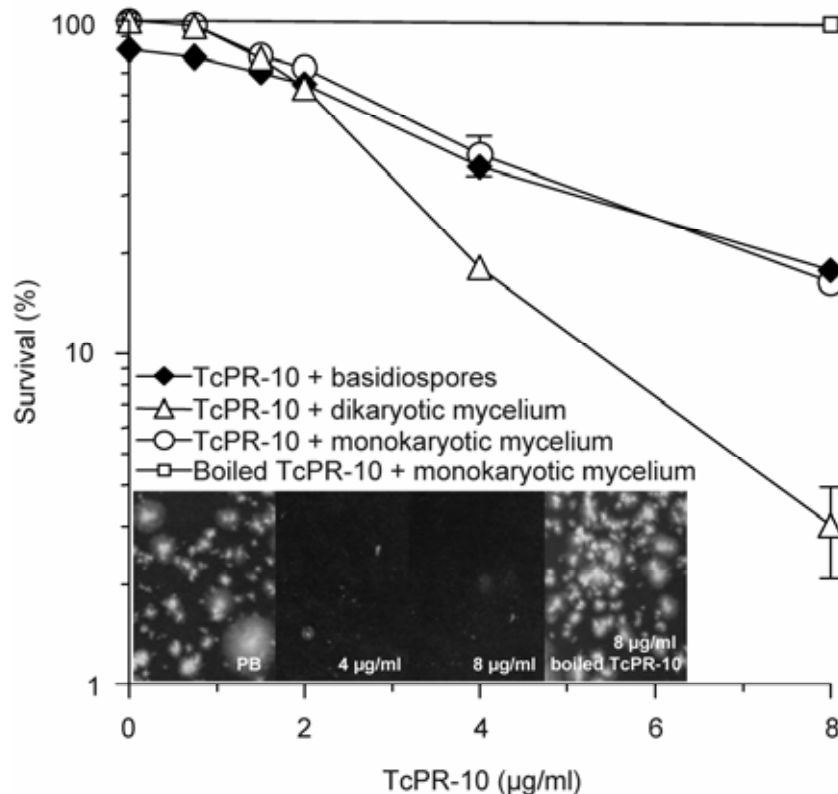 100
10
1
Survival (%)
TcPR-10 + basidiospores
TcPR-10 + dikaryotic mycelium
TcPR-10 + monokaryotic mycelium
Boiled TcPR-10 + monokaryotic mycelium
PB
4 µg/ml
8 µg/ml
8 µg/ml
boiled TcPR-10
0 2 4 6 8
TcPR-10 (µg/ml)